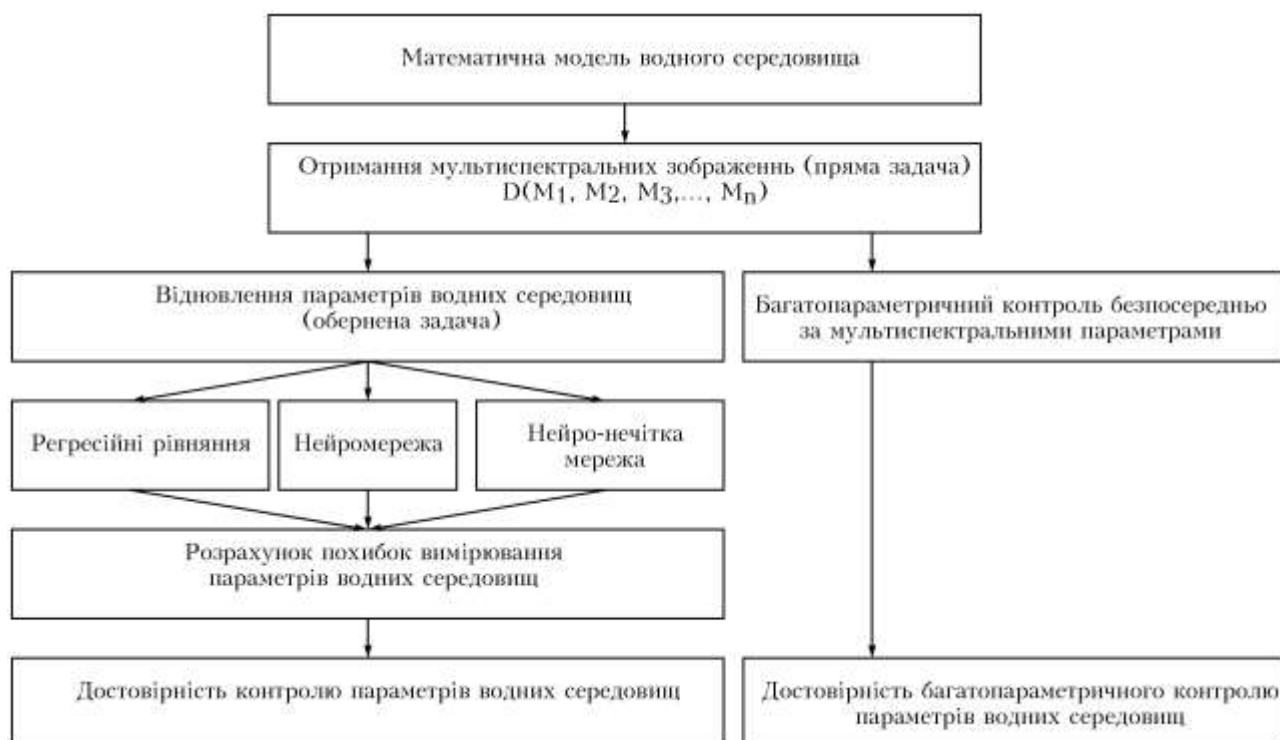 Математична модель водного середовища
Отримання мультиспектральних зображеннь (пряма задача)
D(M1, M2, M3,..., Mn)
Відновлення параметрів водних середовищ
(обернена задача)
Багатопараметричний контроль безпосередньо
за мультиспектральними параметрами
Регресійні рівняння
Нейромережа
Нейро-нечітка
мережа
Розрахунок похибок вимірювання
параметрів водних середовищ
Достовірність контролю параметрів водних середовищ
Достовірність багатопараметричного контролю
параметрів водних середовищ